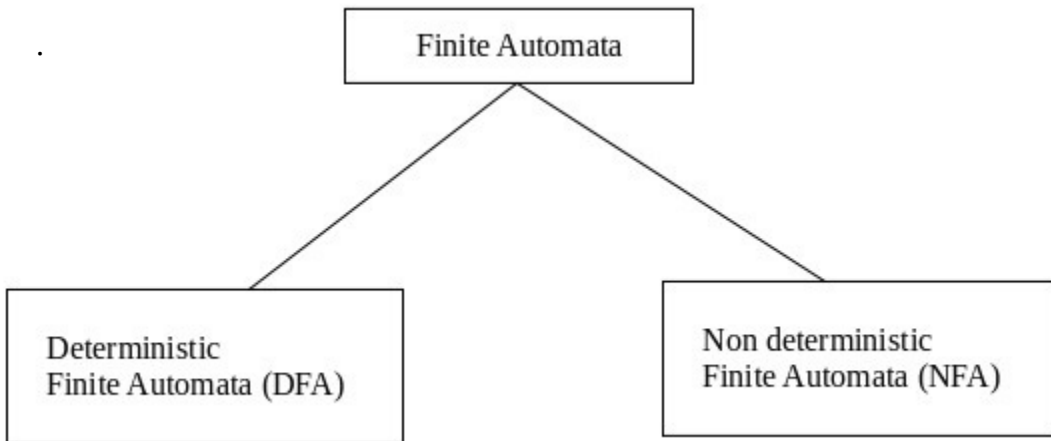 .
Finite Automata
Deterministic
Finite Automata (DFA)
Non deterministic
Finite Automata (NFA)